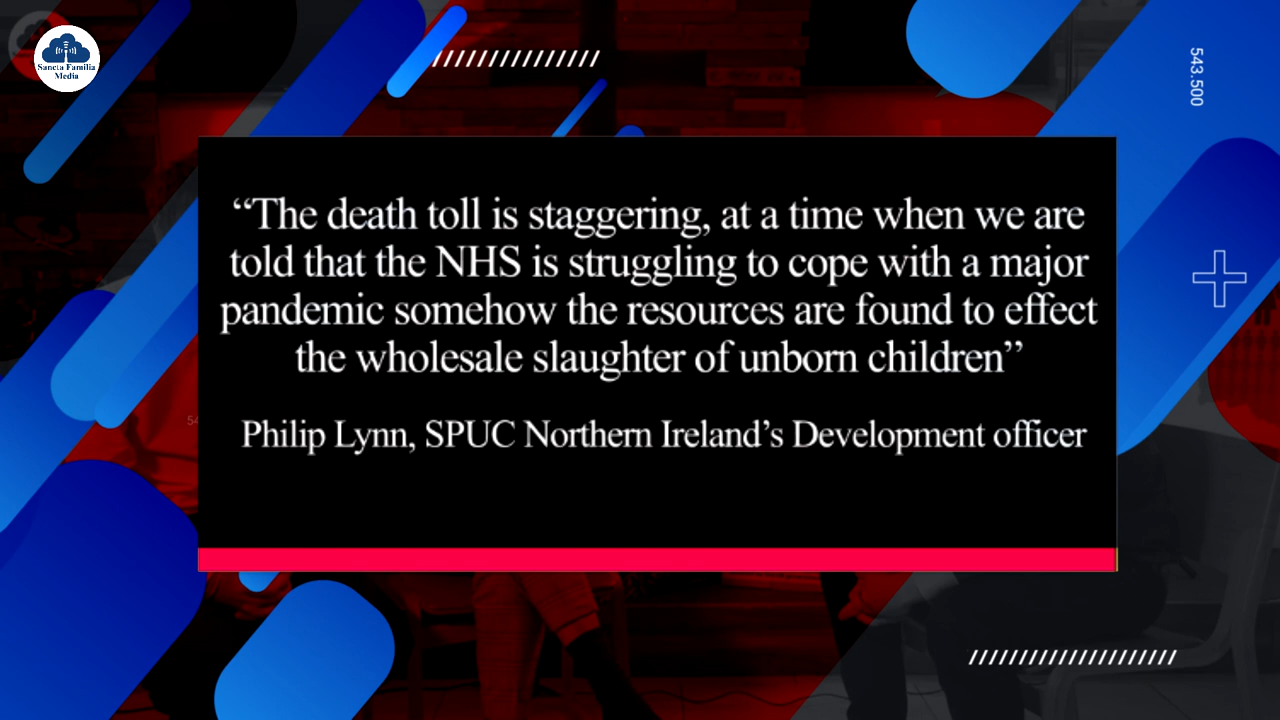 Sancta Familia
Media
543.500
“The death toll is staggering, at a time when we are
told that the NHS is struggling to cope with a major
pandemic somehow the resources are found to effect
the wholesale slaughter of unborn children”
Philip Lynn, SPUC Northern Ireland’s Development officer
54